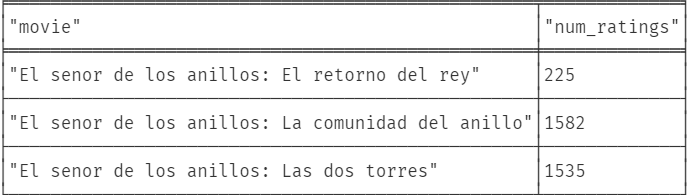 "movie" "num_ratings"
"El senor de los anillos: El retorno del rey" 225
"El senor de los anillos: La comunidad del anillo" 1582
"El senor de los anillos: Las dos torres" 1535